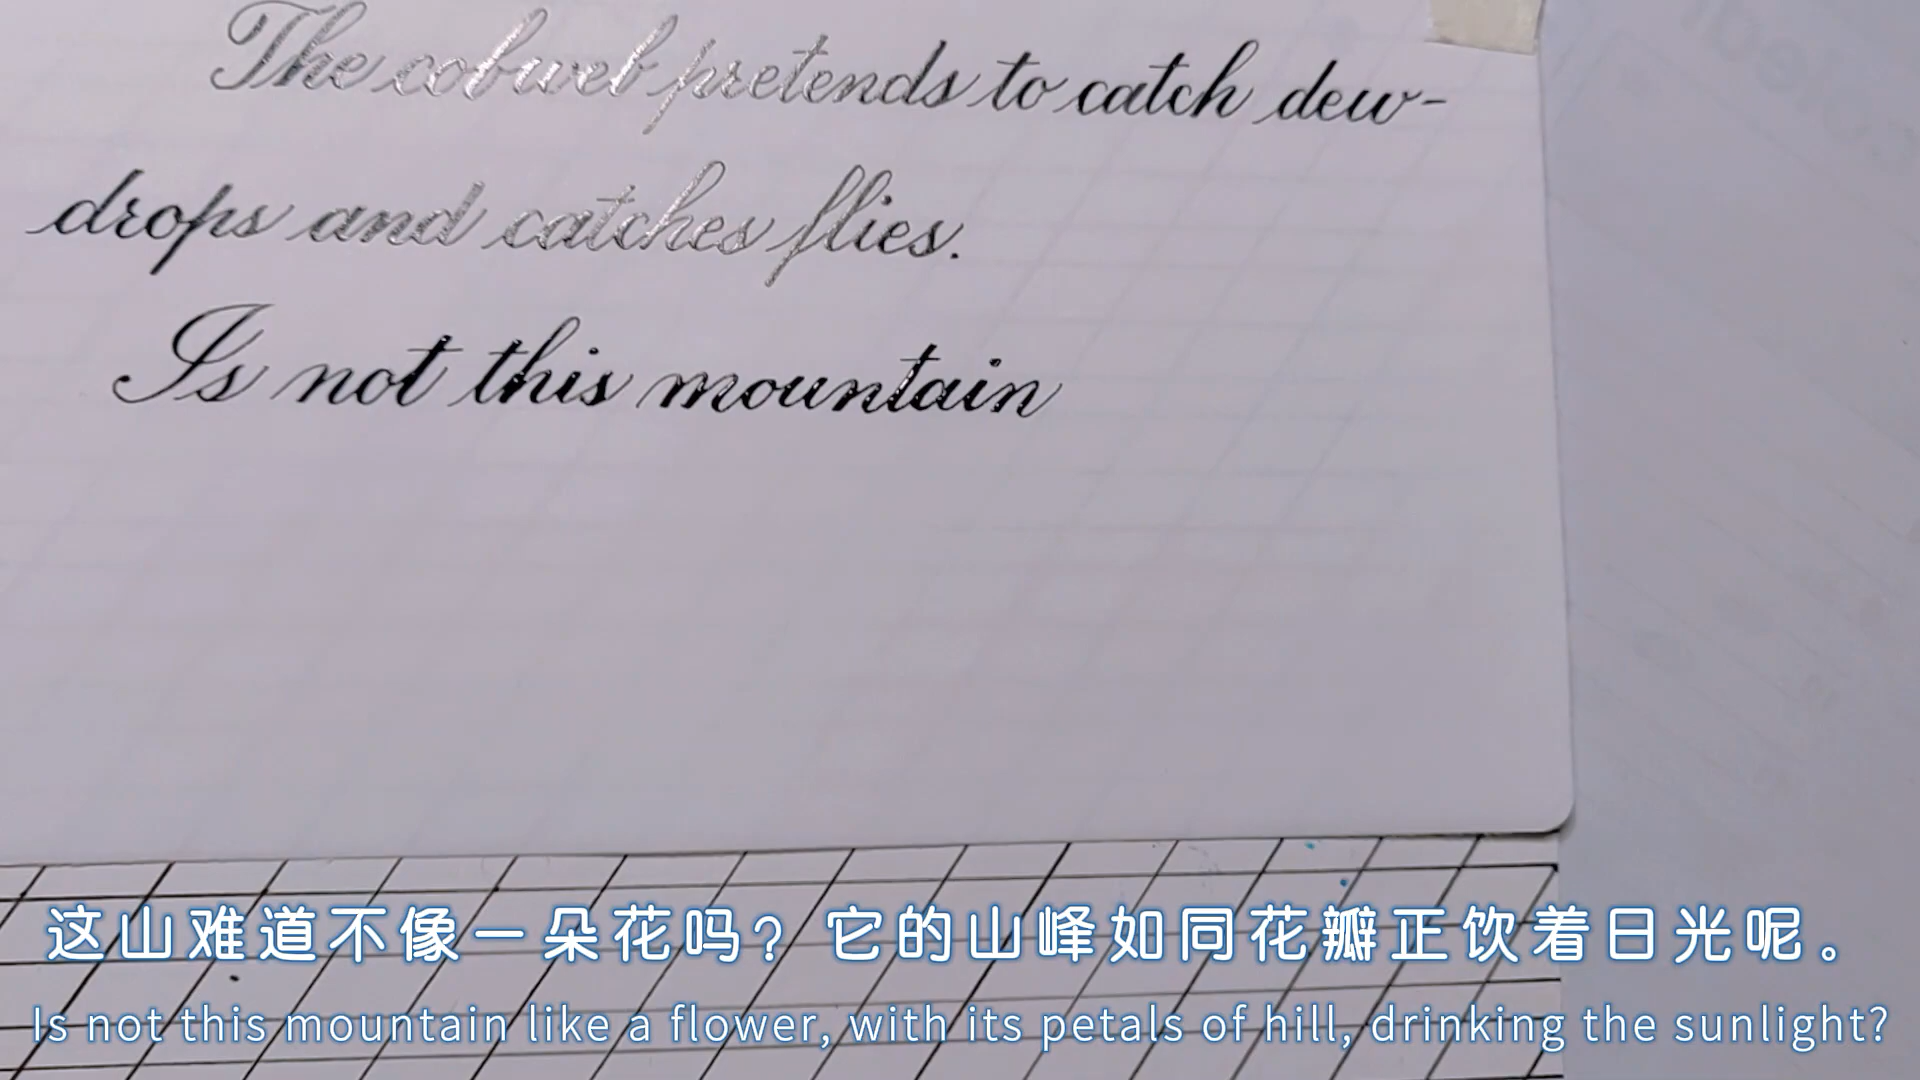 The cobweb pretends to catch dew-
drops and catches flies.
Is not this mountain
这山难道不像一朵花吗？它的山峰如同花瓣正饮着日光呢。
Is not this mountain like a flower, with its petals of hill, drinking the sunlight?